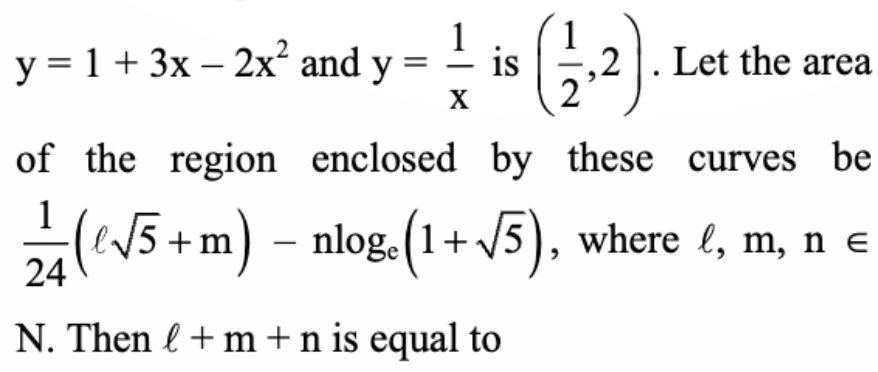 y = 1 + 3x – 2x² and y = 1/x is (1/2, 2). Let the area
of the region enclosed by these curves be
1/24 (ℓ√5 + m) – nlogₑ(1 + √5), where ℓ, m, n ∈
N. Then ℓ + m + n is equal to